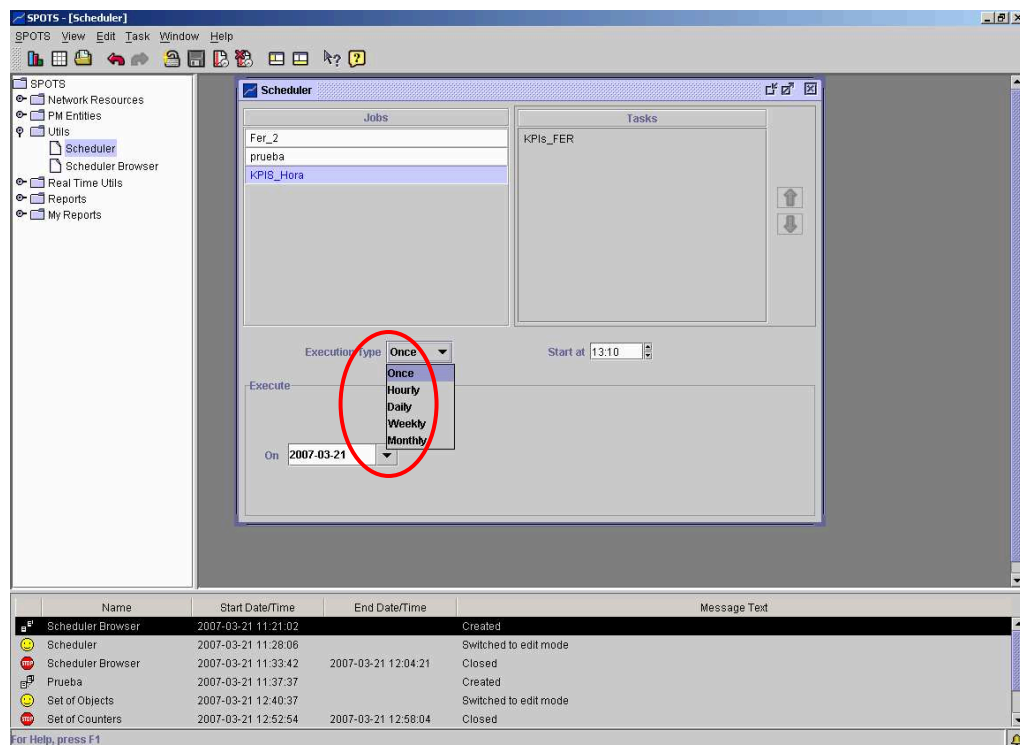 SPOTS - [Scheduler]
SPOTS View Edit Task Window Help
SPOTS
Network Resources
PM Entities
Utils
Scheduler
Scheduler Browser
Real Time Utils
Reports
My Reports
Scheduler
Jobs
Fer_2
prueba
KPIS_Hora
Tasks
KPIs_FER
Execution Type Once
Start at 13:10
Once
Hourly
Daily
Weekly
Monthly
Execute
On 2007-03-21
Name Start Date/Time End Date/Time Message Text
Scheduler Browser 2007-03-21 11:21:02 Created
Scheduler 2007-03-21 11:28:06 Switched to edit mode
STOP Scheduler Browser 2007-03-21 11:33:42 2007-03-21 12:04:21 Closed
Prueba 2007-03-21 11:37:37 Created
Set of Objects 2007-03-21 12:40:37 Switched to edit mode
STOP Set of Counters 2007-03-21 12:52:54 2007-03-21 12:58:04 Closed
For Help, press F1